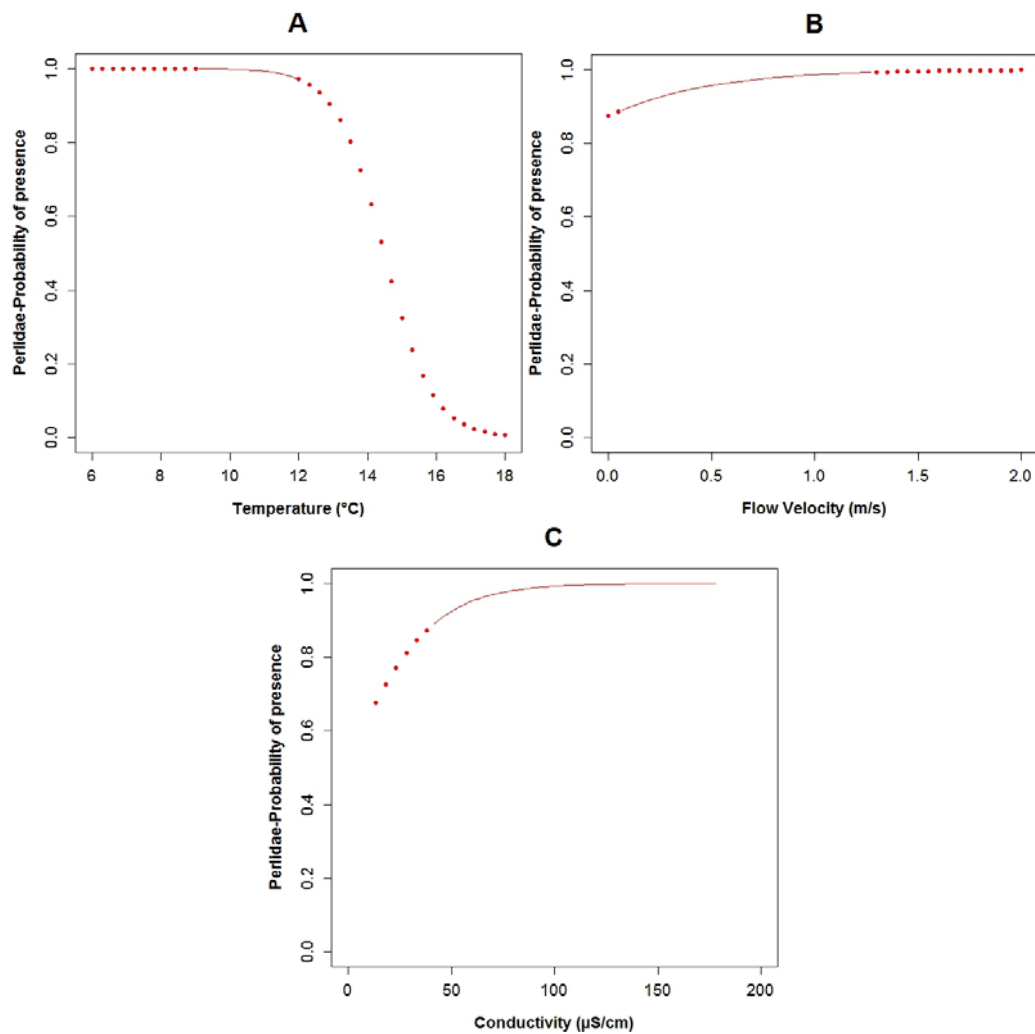 A
Perlidae-Probability of presence
1.0
0.8
0.6
0.4
0.2
0.0
6 8 10 12 14 16 18
Temperature (°C)
B
Perlidae-Probability of presence
1.0
0.8
0.6
0.4
0.2
0.0
0.0 0.5 1.0 1.5 2.0
Flow Velocity (m/s)
C
Perlidae-Probability of presence
1.0
0.8
0.6
0.4
0.2
0.0
0 50 100 150 200
Conductivity (µS/cm)